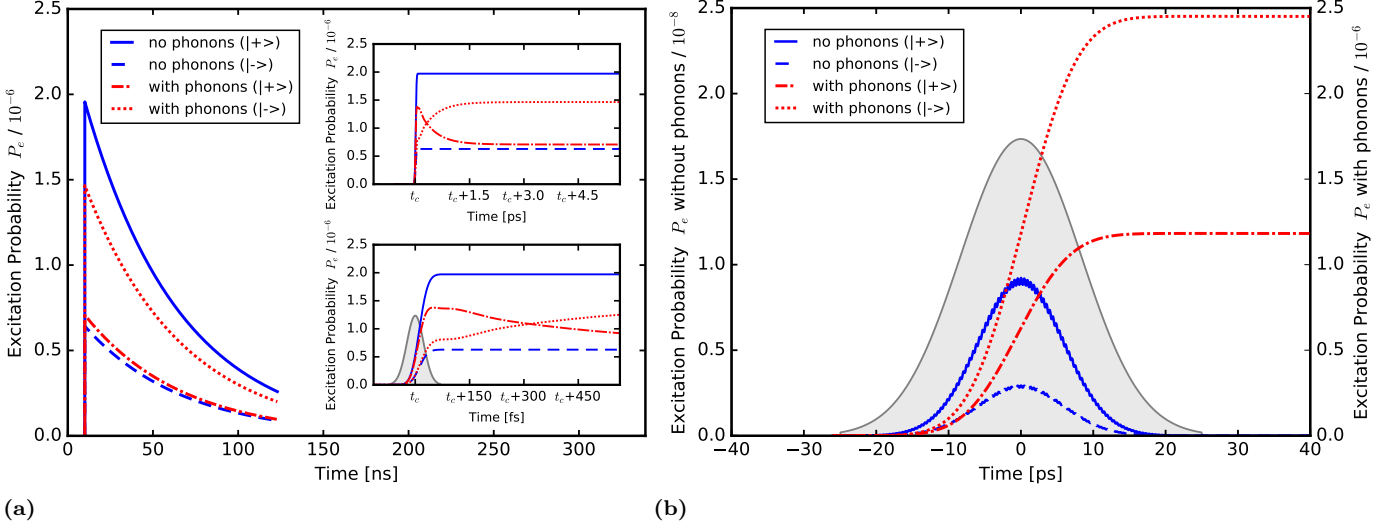 2.5
2.0
1.5
1.0
0.5
0.0
Excitation Probability P_e / 10^{-6}
no phonons (|+>)
no phonons (|->)
with phonons (|+>)
with phonons (|->)
0 50 100 150 200 250 300
Time [ns]
2.5
2.0
1.5
1.0
0.5
0.0
Excitation Probability P_e / 10^{-6}
t_c t_c+1.5 t_c+3.0 t_c+4.5
Time [ps]
2.5
2.0
1.5
1.0
0.5
0.0
Excitation Probability P_e / 10^{-6}
t_c t_c+150 t_c+300 t_c+450
Time [fs]
(a)
2.5
2.0
1.5
1.0
0.5
0.0
Excitation Probability P_e without phonons / 10^{-8}
no phonons (|+>)
no phonons (|->)
with phonons (|+>)
with phonons (|->)
−40 −30 −20 −10 0 10 20 30 40
Time [ps]
2.5
2.0
1.5
1.0
0.5
0.0
Excitation Probability P_e with phonons / 10^{-6}
(b)